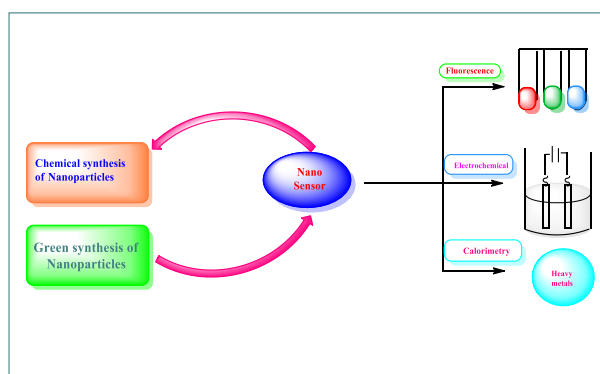 Chemical synthesis
of Nanoparticles
Green synthesis of
Nanoparticles
Nano
Sensor
Fluorescence
Electrochemical
Calorimetry
Heavy
metals